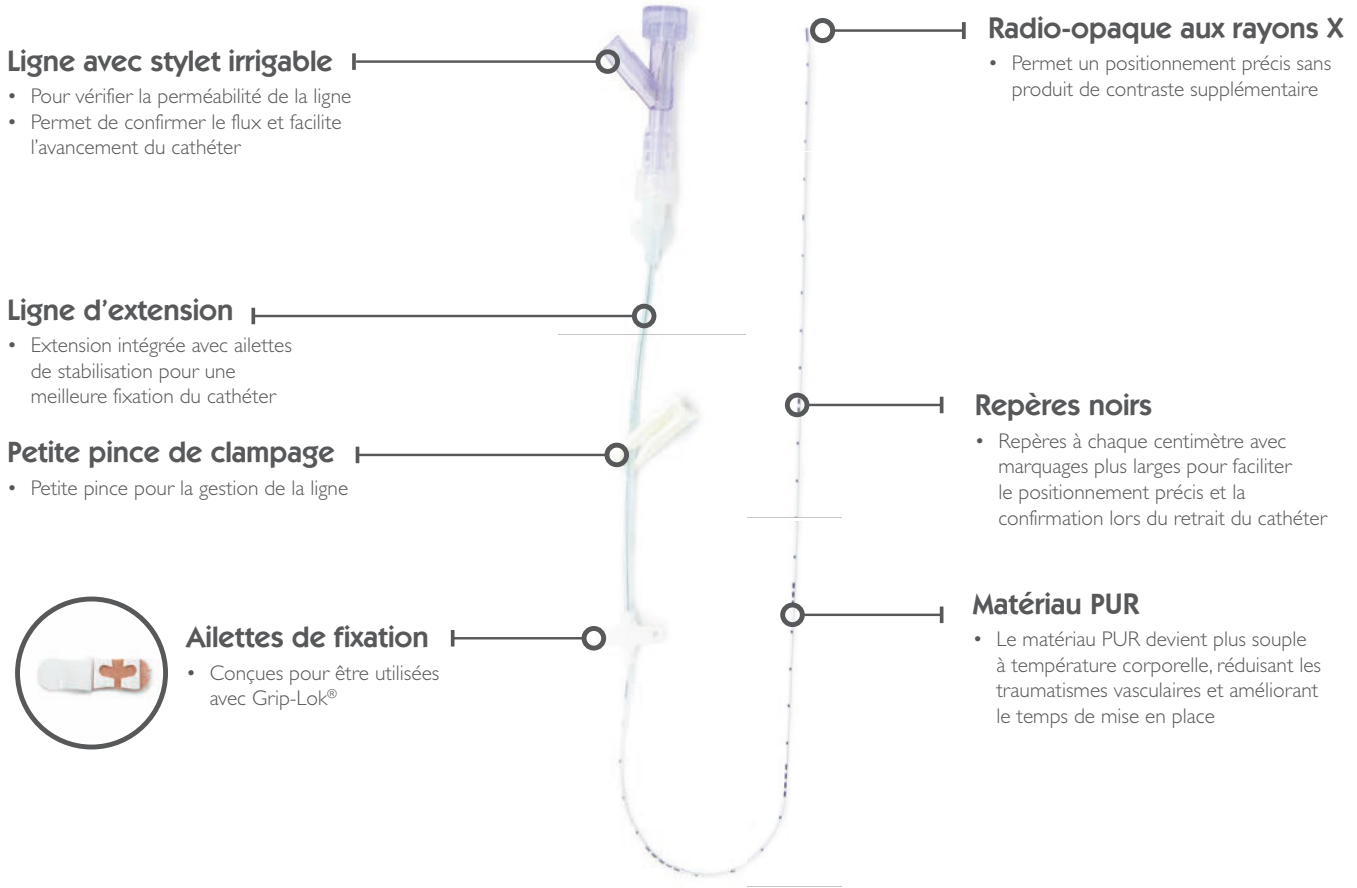 Ligne avec stylet irrigable
• Pour vérifier la perméabilité de la ligne
• Permet de confirmer le flux et facilite
l'avancement du cathéter
Ligne d'extension
• Extension intégrée avec ailettes
de stabilisation pour une
meilleure fixation du cathéter
Petite pince de clampage
• Petite pince pour la gestion de la ligne
Ailettes de fixation
• Conçues pour être utilisées
avec Grip-Lok®
Radio-opaque aux rayons X
• Permet un positionnement précis sans
produit de contraste supplémentaire
Repères noirs
• Repères à chaque centimètre avec
marquages plus larges pour faciliter
le positionnement précis et la
confirmation lors du retrait du cathéter
Matériau PUR
• Le matériau PUR devient plus souple
à température corporelle, réduisant les
traumatismes vasculaires et améliorant
le temps de mise en place